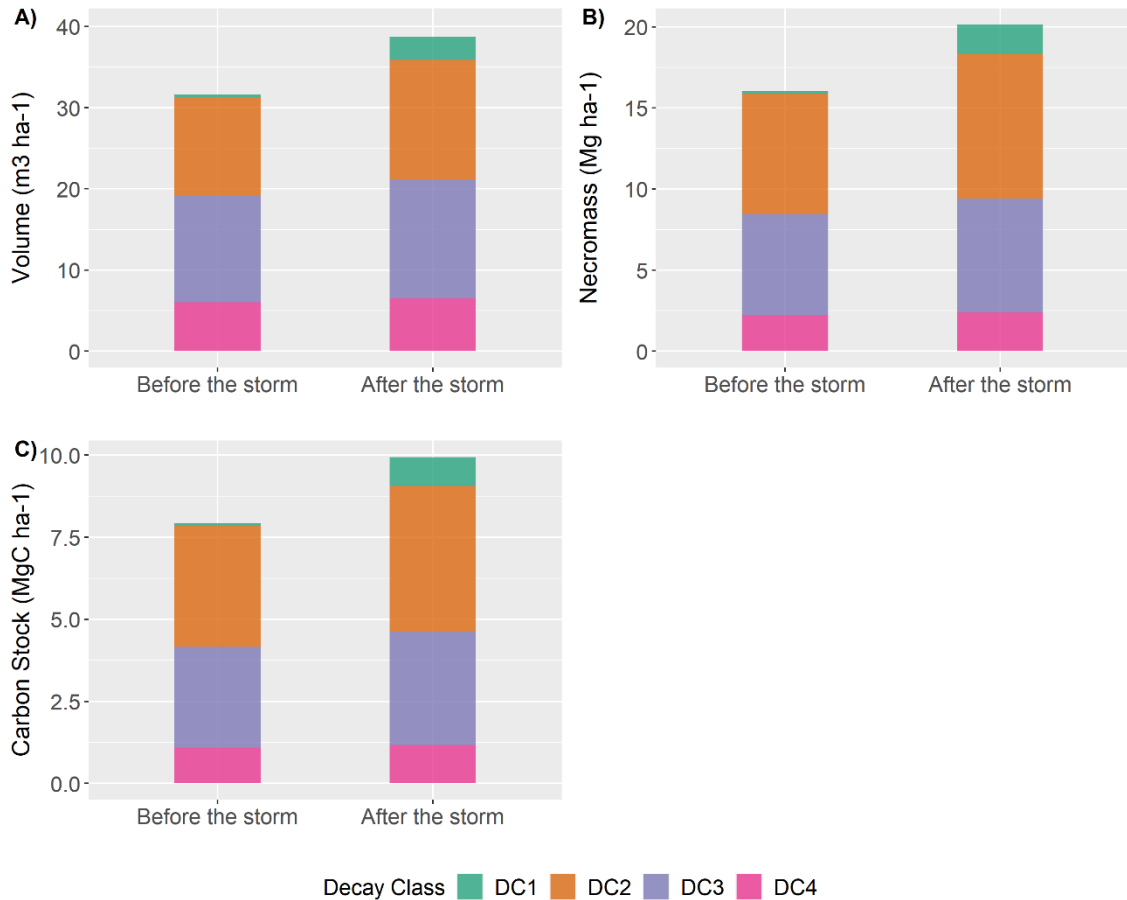 A)
Volume (m3 ha-1)
40
30
20
10
0
Before the storm After the storm
B)
Necromass (Mg ha-1)
20
15
10
5
0
Before the storm After the storm
C)
Carbon Stock (MgC ha-1)
10.0
7.5
5.0
2.5
0.0
Before the storm After the storm
Decay Class DC1 DC2 DC3 DC4